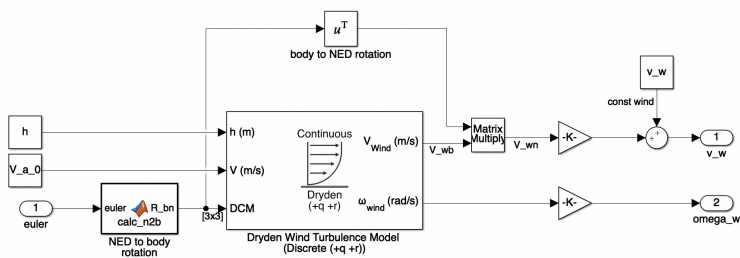 u^T
body to NED rotation
v_w
const wind
h
h (m)
Continuous
V_Wind (m/s)
V_wb
Matrix
Multiply
V_wn
-K-
+
+
1
v_w
V_a_0
V (m/s)
Dryden
(+q +r)
1
euler
euler
R_bn
calc_n2b
[3x3]
DCM
ω_wind (rad/s)
-K-
2
omega_w
NED to body
rotation
Dryden Wind Turbulence Model
(Discrete (+q +r))